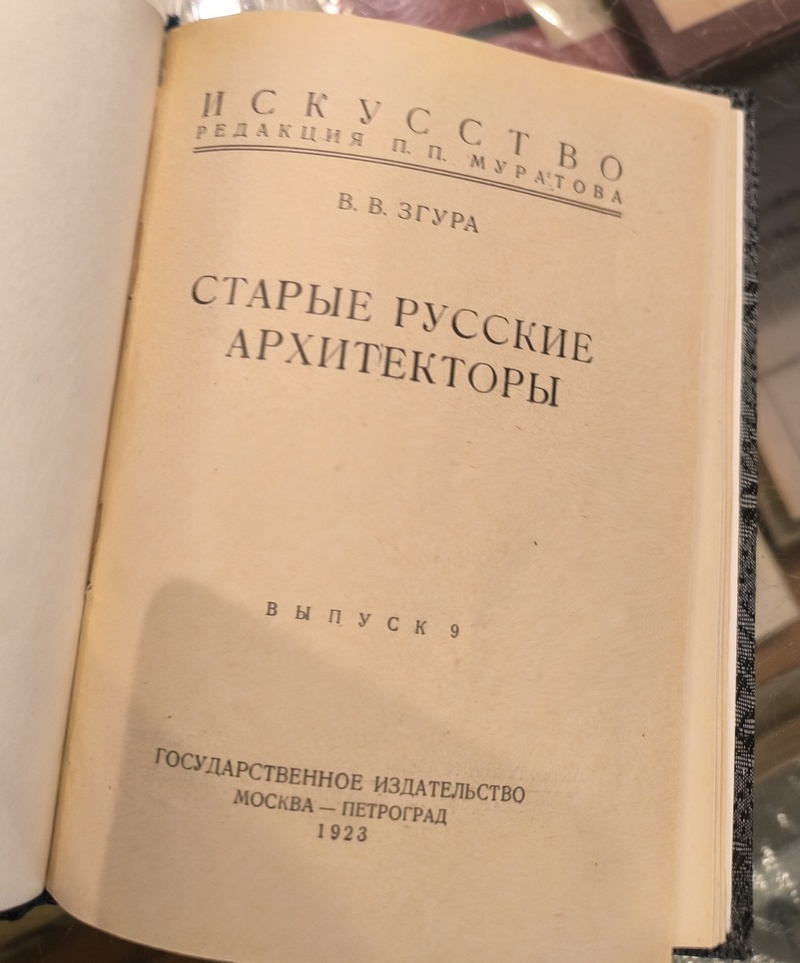 ИСКУССТВО
РЕДАКЦИЯ П. П. МУРАТОВА
В. В. ЗГУРА
СТАРЫЕ РУССКИЕ
АРХИТЕКТОРЫ
ВЫПУСК 9
ГОСУДАРСТВЕННОЕ ИЗДАТЕЛЬСТВО
МОСКВА — ПЕТРОГРАД
1923